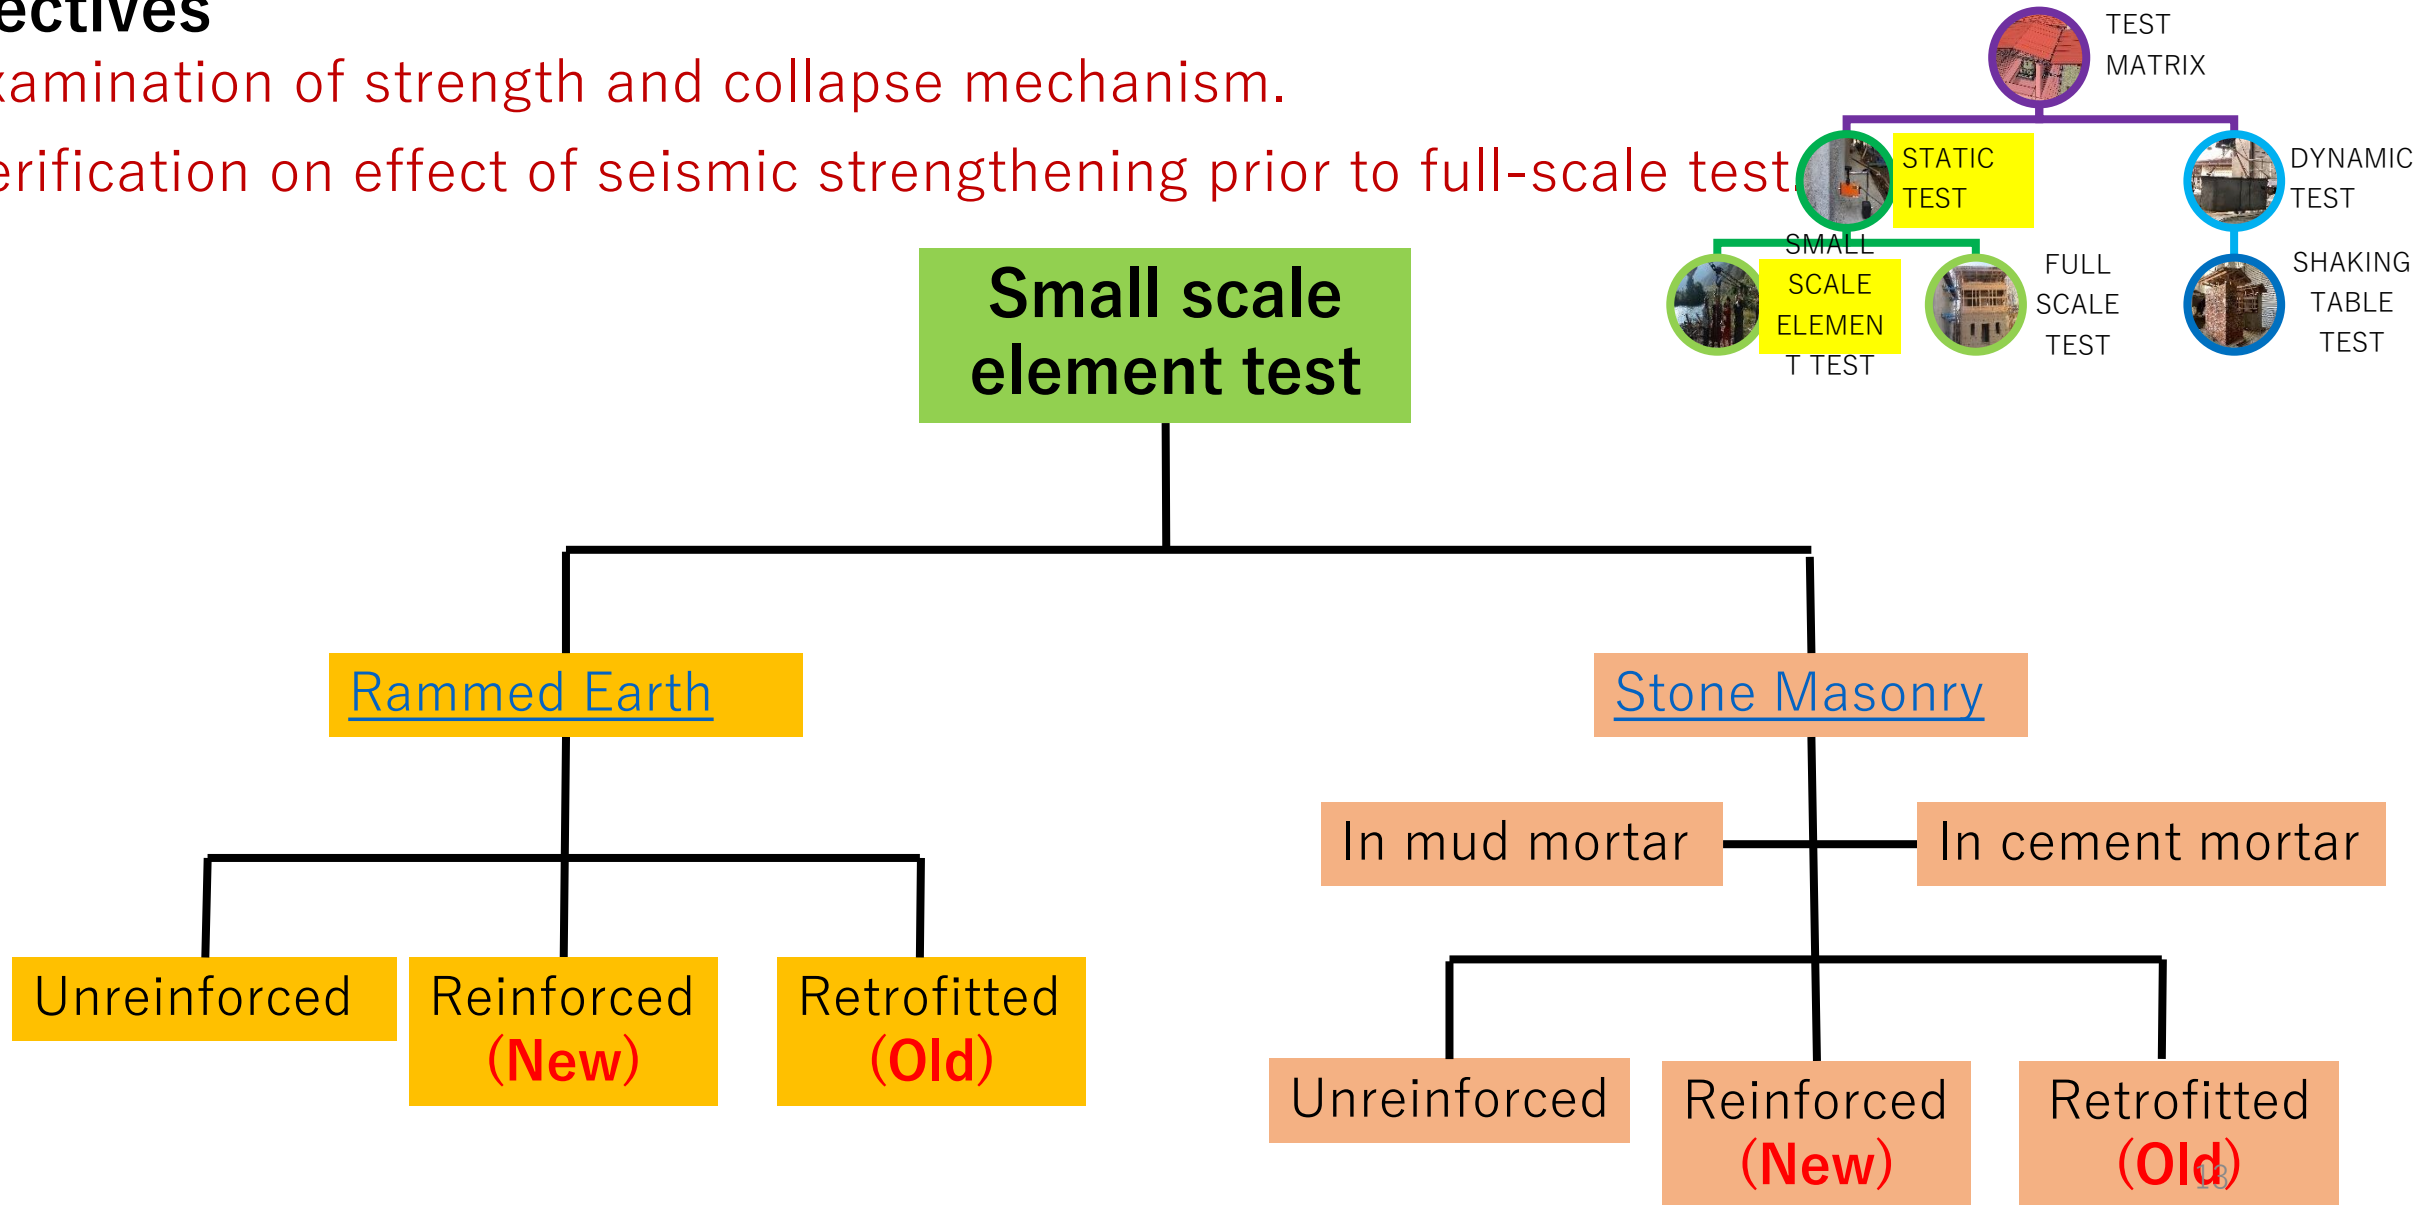 ectives
xamination of strength and collapse mechanism.
erification on effect of seismic strengthening prior to full-scale test.
TEST
MATRIX
STATIC
TEST
DYNAMIC
TEST
SMALL
SCALE
ELEMEN
T TEST
FULL
SCALE
TEST
SHAKING
TABLE
TEST
Small scale
element test
Rammed Earth
Stone Masonry
In mud mortar
In cement mortar
Unreinforced
Reinforced
(New)
Retrofitted
(Old)
Unreinforced
Reinforced
(New)
Retrofitted
(Old)
13